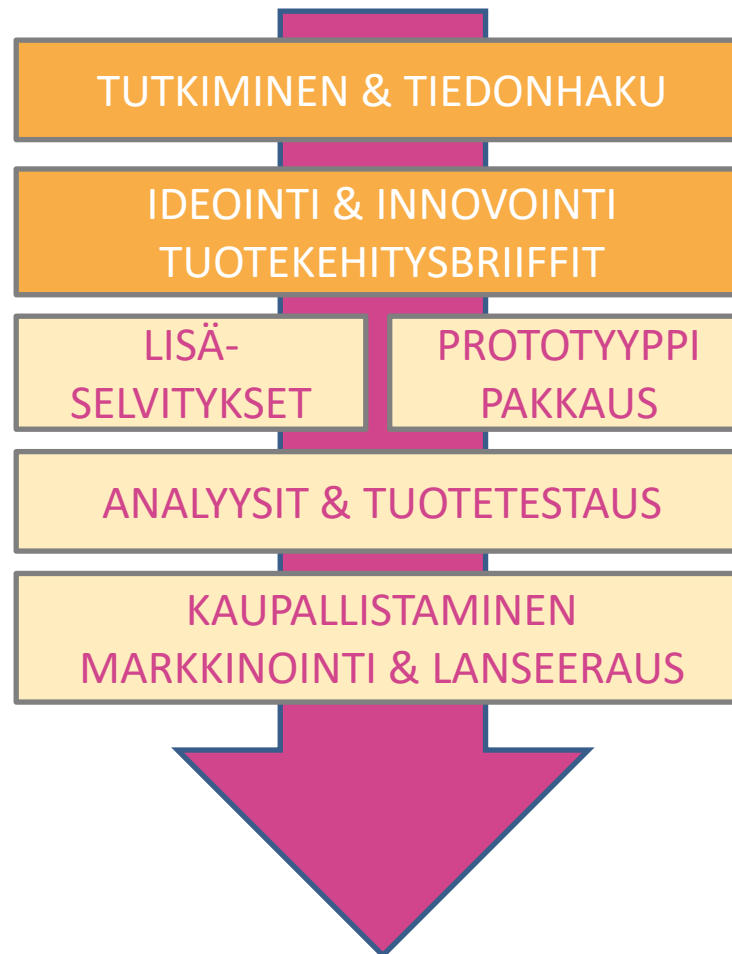 TUTKIMINEN & TIEDONHAKU
IDEOINTI & INNOVOINTI
TUOTEKEHITYSBRIIFFIT
LISÄ-
SELVITYKSET
PROTOTYYPPI
PAKKAUS
ANALYYSIT & TUOTETESTAUS
KAUPALLISTAMINEN
MARKKINOINTI & LANSEERAUS